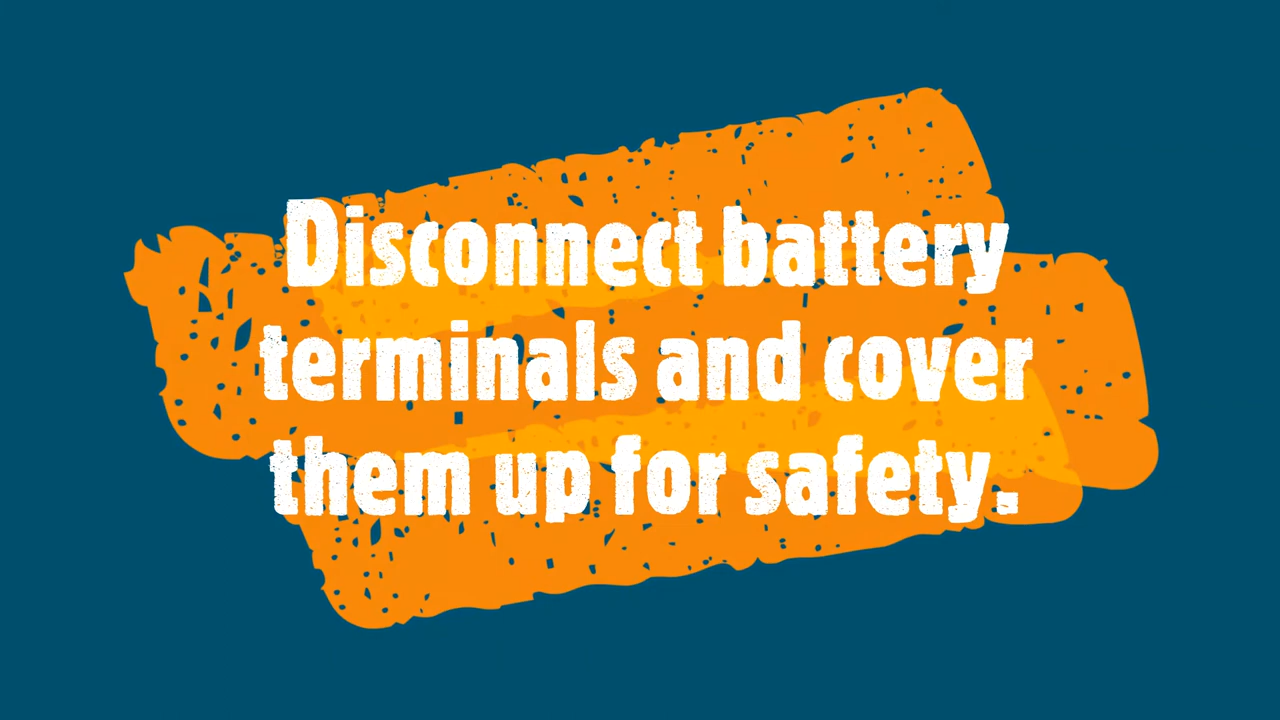 Disconnect battery
terminals and cover
them up for safety.